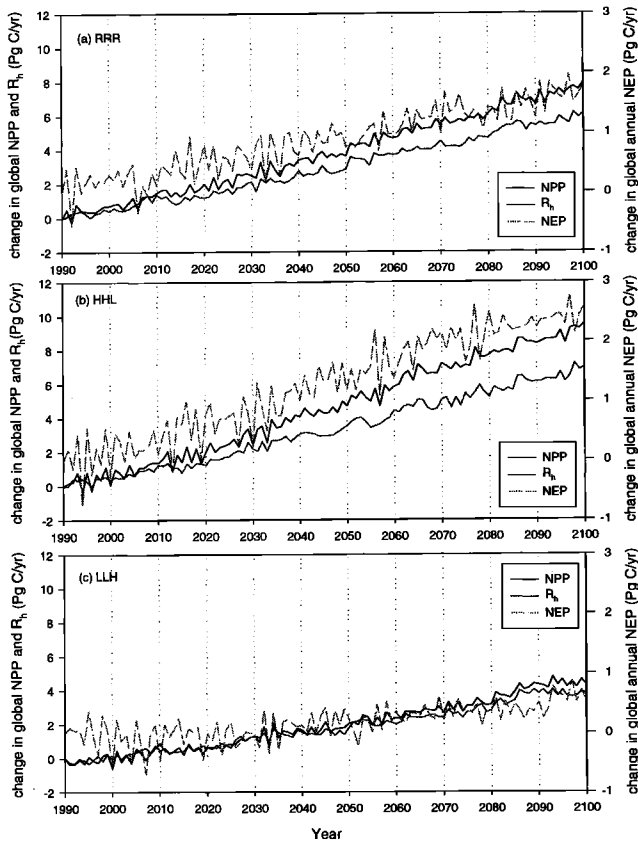 change in global NPP and Rh (Pg C/yr)
12
10
8
6
4
2
0
-2
(a) RRR
NPP
Rh
NEP
3
2
1
0
-1
change in global annual NEP (Pg C/yr)
1990 2000 2010 2020 2030 2040 2050 2060 2070 2080 2090 2100
change in global NPP and Rh (Pg C/yr)
12
10
8
6
4
2
0
-2
(b) HHL
NPP
Rh
NEP
3
2
1
0
-1
change in global annual NEP (Pg C/yr)
1990 2000 2010 2020 2030 2040 2050 2060 2070 2080 2090 2100
change in global NPP and Rh (Pg C/yr)
12
10
8
6
4
2
0
-2
(c) LLH
NPP
Rh
NEP
3
2
1
0
-1
change in global annual NEP (Pg C/yr)
1990 2000 2010 2020 2030 2040 2050 2060 2070 2080 2090 2100
Year